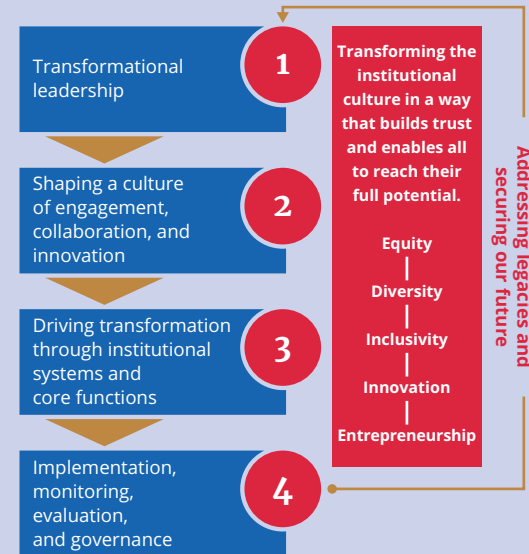 Transformational
leadership
1
Shaping a culture
of engagement,
collaboration, and
innovation
2
Driving transformation
through institutional
systems and
core functions
3
Implementation,
monitoring,
evaluation,
and governance
4
Transforming the
institutional
culture in a way
that builds trust
and enables all
to reach their
full potential.
Equity
Diversity
Inclusivity
Innovation
Entrepreneurship
Addressing legacies and
securing our future